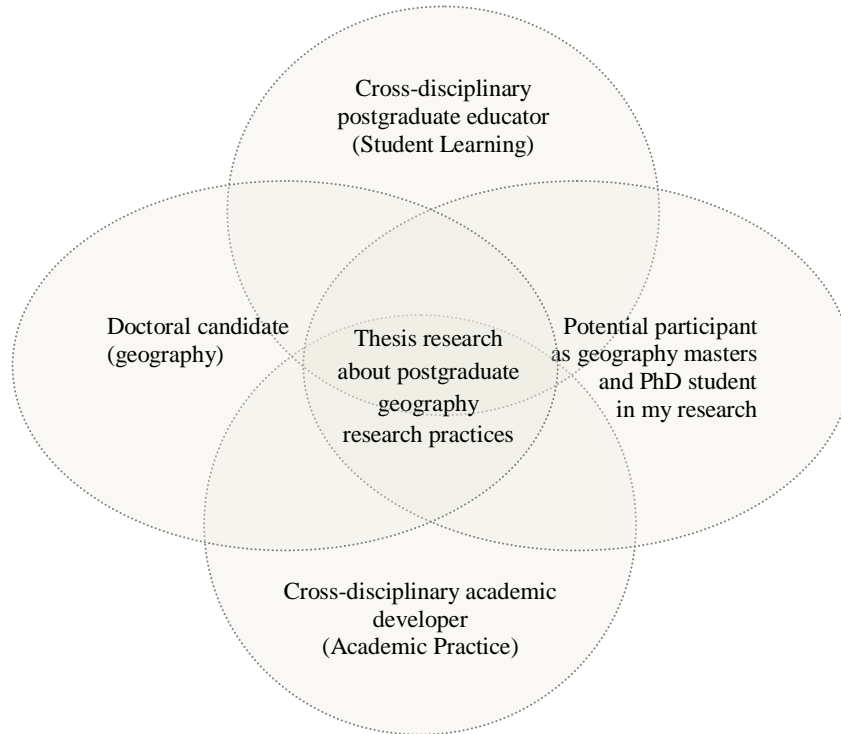 Cross-disciplinary
postgraduate educator
(Student Learning)
Doctoral candidate
(geography)
Thesis research
about postgraduate
geography
research practices
Potential participant
as geography masters
and PhD student
in my research
Cross-disciplinary academic
developer
(Academic Practice)